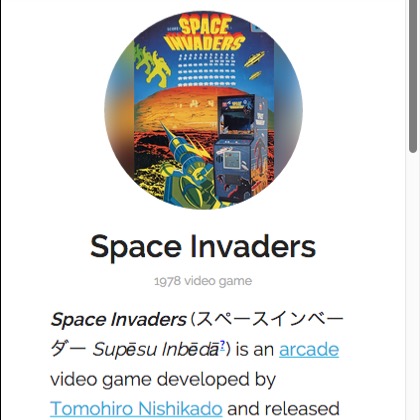 SPACE
INVADERS
Space Invaders
1978 video game
Space Invaders (スペースインベー
ダー Supēsu Inbēdā?) is an arcade
video game developed by
Tomohiro Nishikado and released